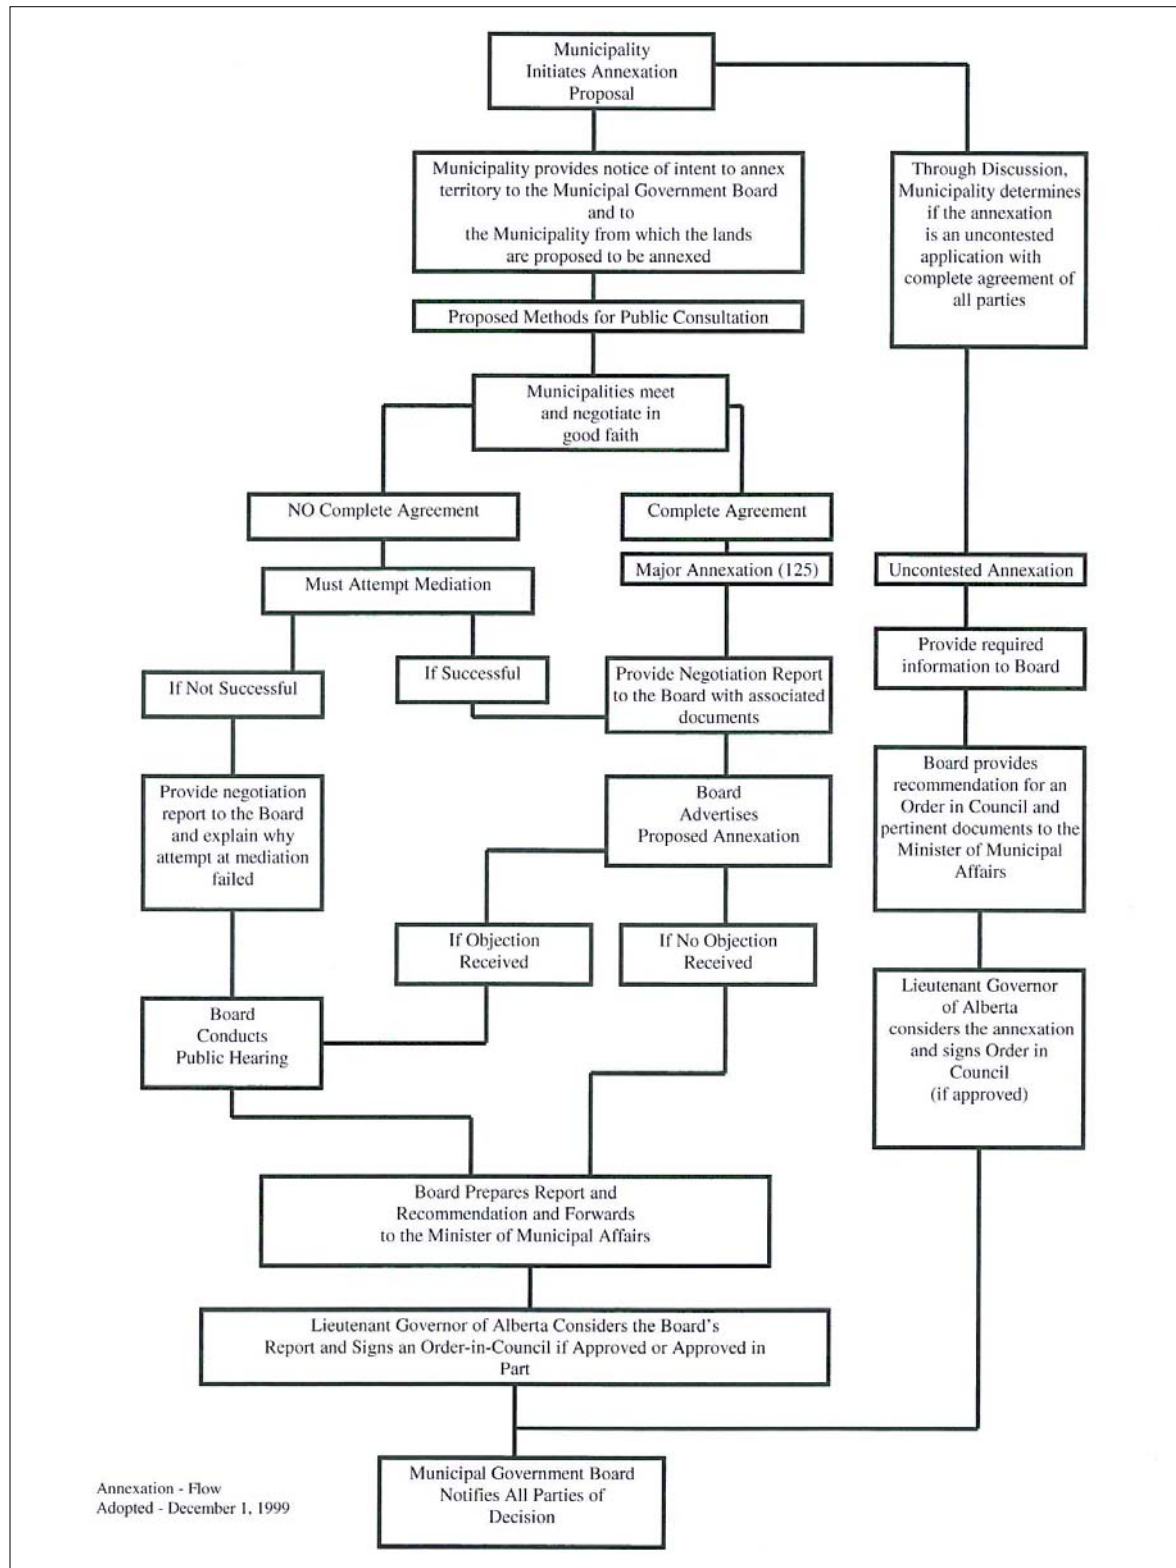 Municipality
Initiates Annexation
Proposal
Municipality provides notice of intent to annex
territory to the Municipal Government Board
and to
the Municipality from which the lands
are proposed to be annexed
Through Discussion,
Municipality determines
if the annexation
is an uncontested
application with
complete agreement of
all parties
Proposed Methods for Public Consultation
Municipalities meet
and negotiate in
good faith
NO Complete Agreement
Complete Agreement
Must Attempt Mediation
Major Annexation (125)
Uncontested Annexation
If Not Successful
If Successful
Provide Negotiation Report
to the Board with associated
documents
Provide required
information to Board
Provide negotiation
report to the Board
and explain why
attempt at mediation
failed
Board
Advertises
Proposed Annexation
Board provides
recommendation for an
Order in Council and
pertinent documents to the
Minister of Municipal
Affairs
If Objection
Received
If No Objection
Received
Board
Conducts
Public Hearing
Lieutenant Governor
of Alberta
considers the annexation
and signs Order in
Council
(if approved)
Board Prepares Report and
Recommendation and Forwards
to the Minister of Municipal Affairs
Lieutenant Governor of Alberta Considers the Board's
Report and Signs an Order-in-Council if Approved or Approved in
Part
Municipal Government Board
Notifies All Parties of
Decision
Annexation - Flow
Adopted - December 1, 1999